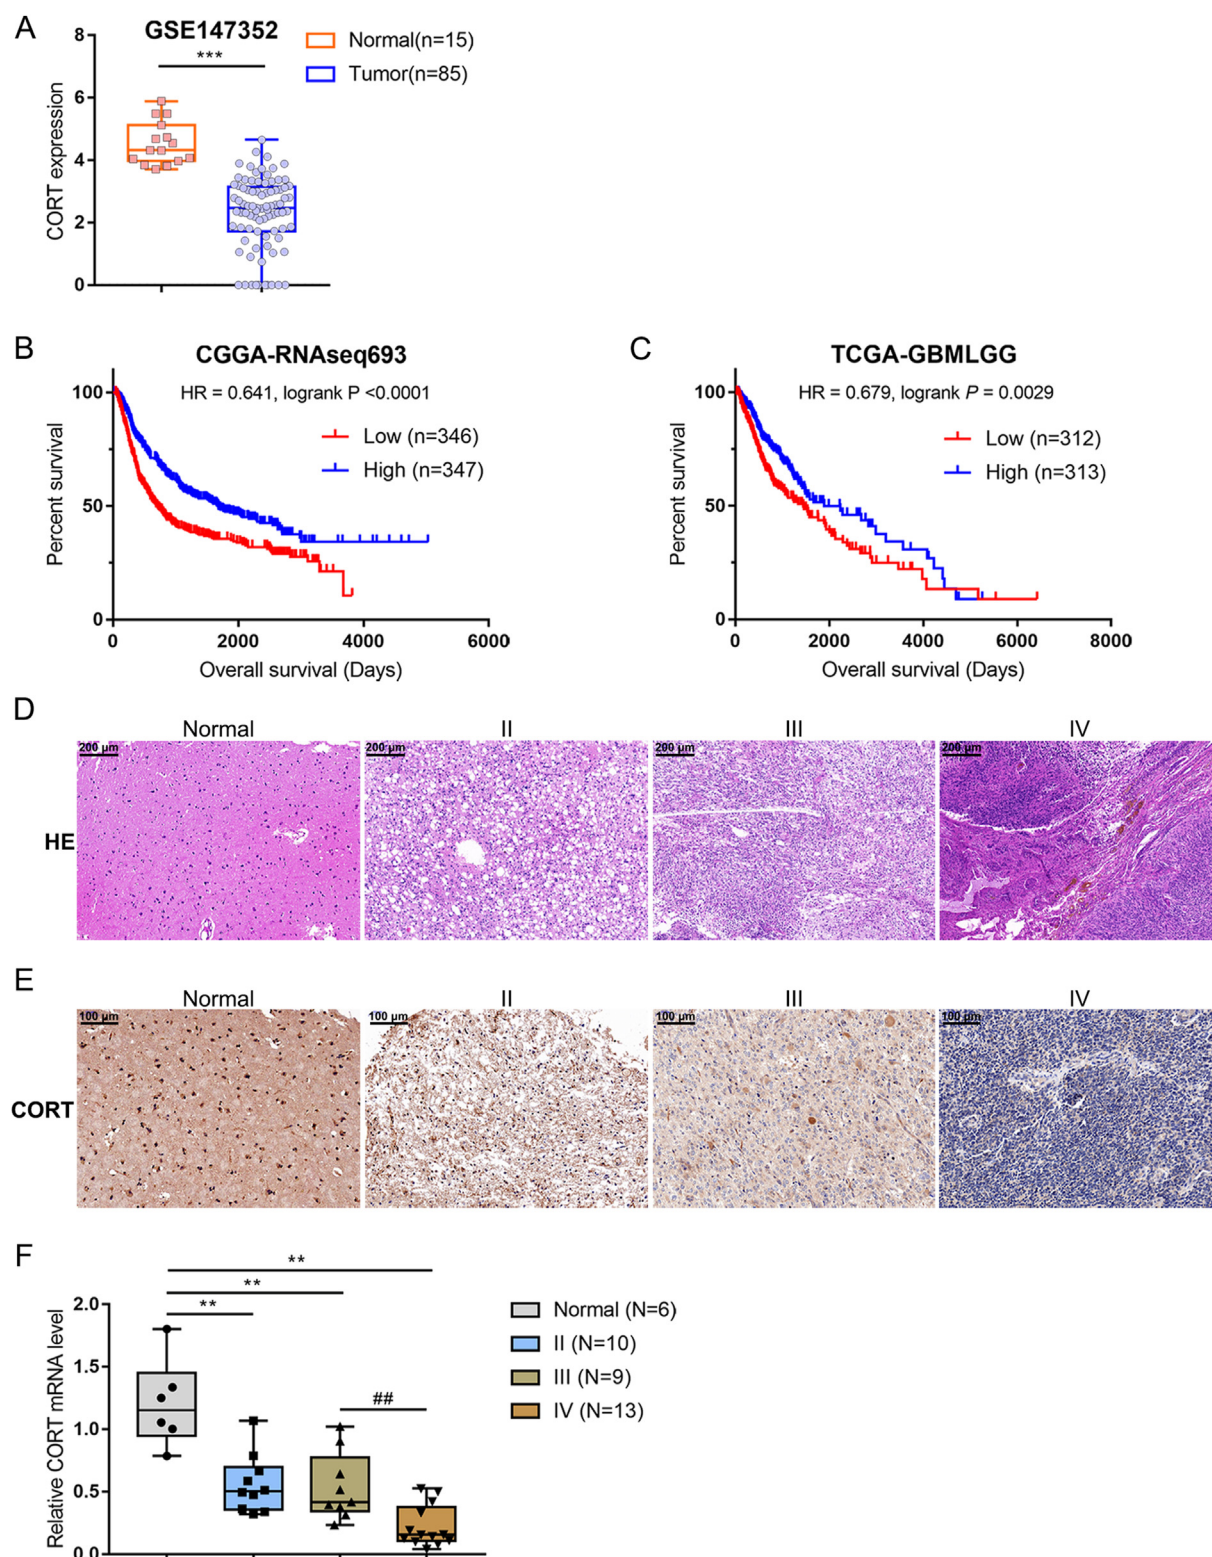 A
GSE147352
***
Normal(n=15)
Tumor(n=85)
CORT expression
8
6
4
2
0
B
CGGA-RNAseq693
HR = 0.641, logrank P <0.0001
Low (n=346)
High (n=347)
Percent survival
100
50
0
0 2000 4000 6000
Overall survival (Days)
C
TCGA-GBMLGG
HR = 0.679, logrank P = 0.0029
Low (n=312)
High (n=313)
Percent survival
100
50
0
0 2000 4000 6000 8000
Overall survival (Days)
D
Normal II III IV
200 µm 200 µm 200 µm 200 µm
HE
E
Normal II III IV
100 µm 100 µm 100 µm 100 µm
CORT
F
**
**
**
##
Relative CORT mRNA level
2.0
1.5
1.0
0.5
0.0
Normal (N=6)
II (N=10)
III (N=9)
IV (N=13)